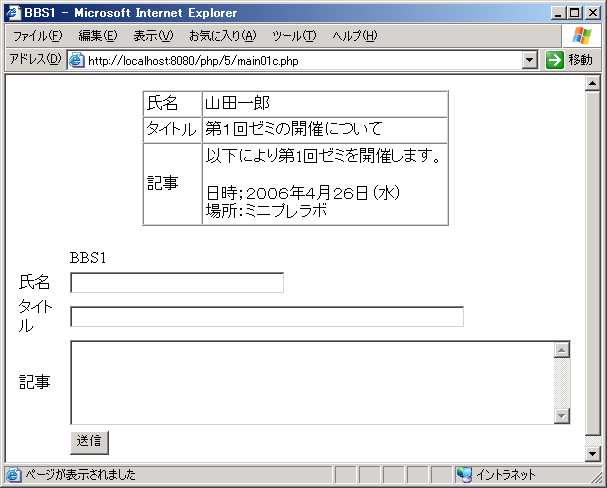 BBS1 - Microsoft Internet Explorer
ファイル(F) 編集(E) 表示(V) お気に入り(A) ツール(T) ヘルプ(H)
アドレス(D) http://localhost:8080/php/5/main01c.php 移動
氏名 山田一郎
タイトル 第1回ゼミの開催について
記事 以下により第1回ゼミを開催します。
日時；2006年4月26日（水）
場所：ミニプレラボ
BBS1
氏名
タイト
ル
記事
送信
ページが表示されました イントラネット